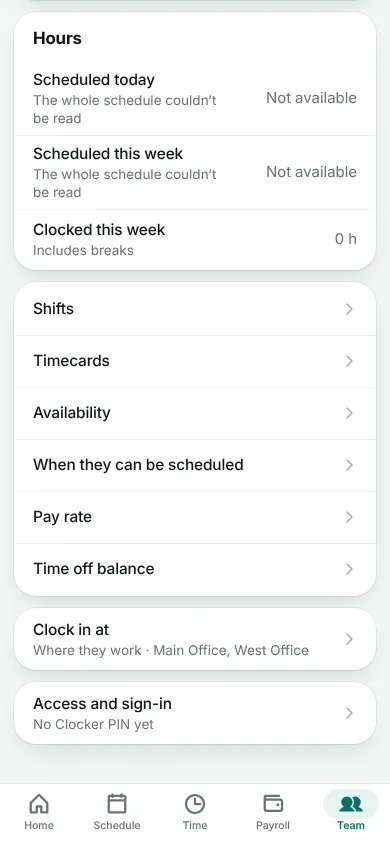 Hours
Scheduled today
The whole schedule couldn't
be read
Not available
Scheduled this week
The whole schedule couldn't
be read
Not available
Clocked this week
Includes breaks
0 h
Shifts
Timecards
Availability
When they can be scheduled
Pay rate
Time off balance
Clock in at
Where they work · Main Office, West Office
Access and sign-in
No Clocker PIN yet
Home
Schedule
Time
Payroll
Team